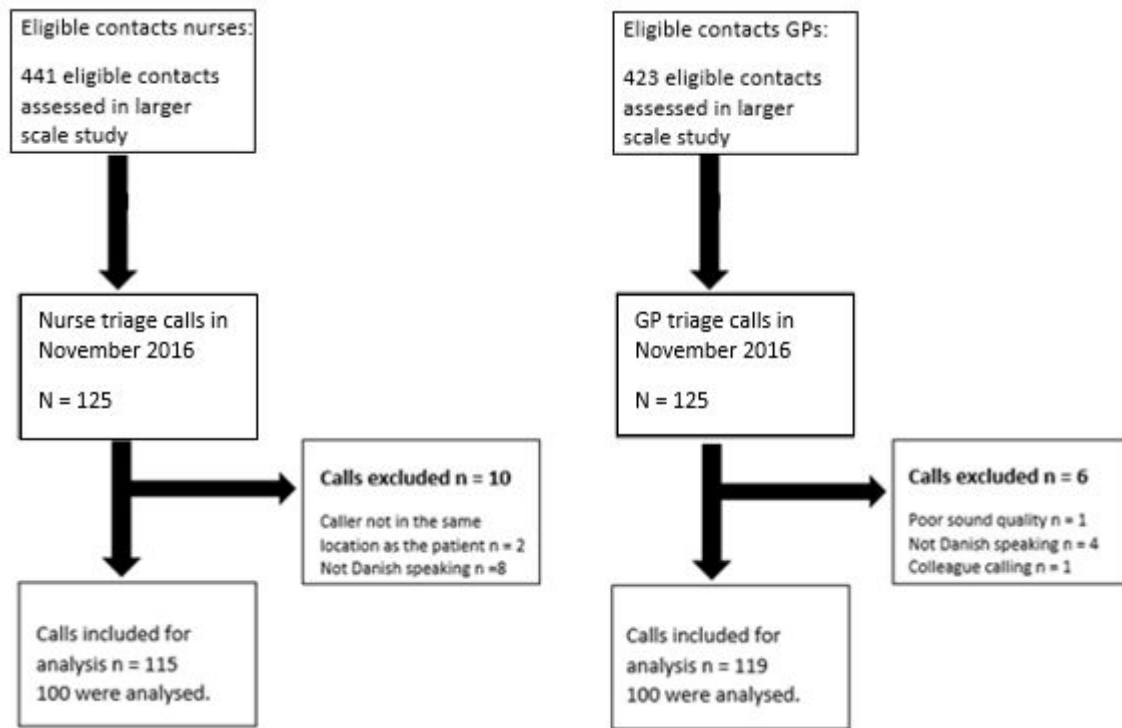 Eligible contacts nurses:
441 eligible contacts
assessed in larger
scale study
Nurse triage calls in
November 2016
N = 125
Calls excluded n = 10
Caller not in the same
location as the patient n = 2
Not Danish speaking n =8
Calls included for
analysis n = 115
100 were analysed.
Eligible contacts GPs:
423 eligible contacts
assessed in larger
scale study
GP triage calls in
November 2016
N = 125
Calls excluded n = 6
Poor sound quality n = 1
Not Danish speaking n = 4
Colleague calling n = 1
Calls included for
analysis n = 119
100 were analysed.